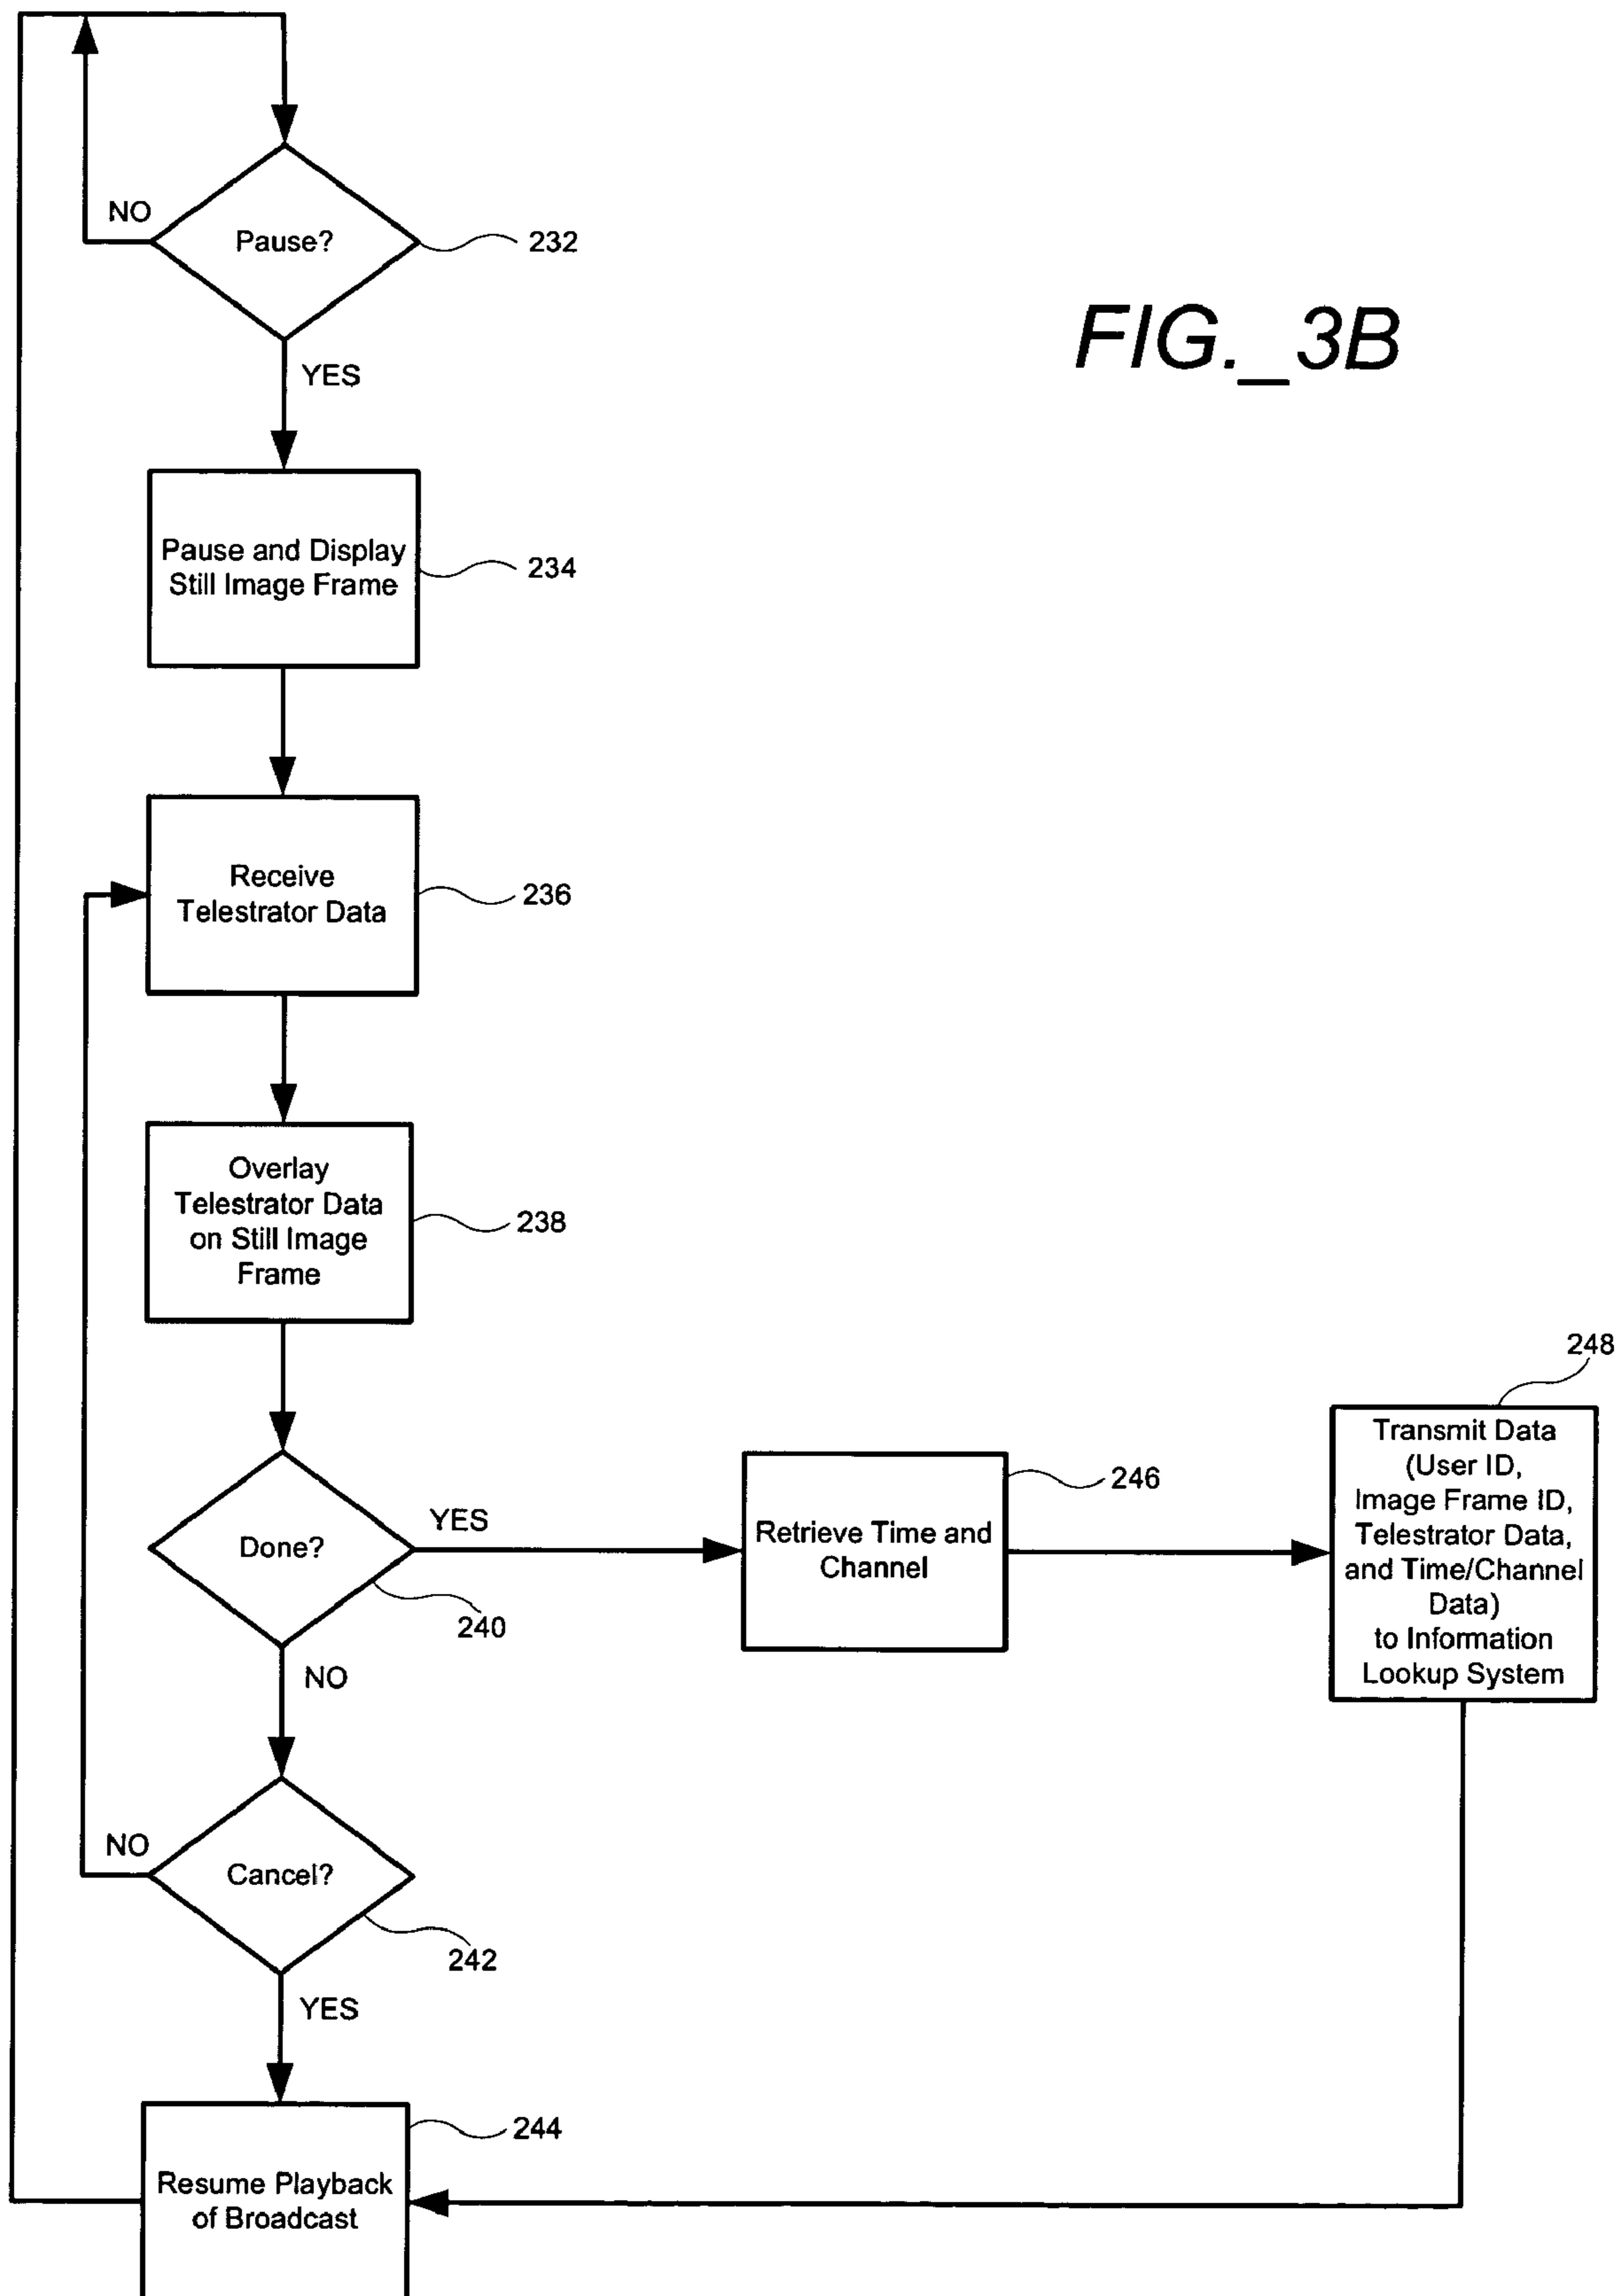 FIG._3B
NO
Pause?
232
YES
Pause and Display
Still Image Frame
234
Receive
Telestrator Data
236
Overlay
Telestrator Data
on Still Image
Frame
238
Done?
YES
240
NO
Retrieve Time and
Channel
246
248
Transmit Data
(User ID,
Image Frame ID,
Telestrator Data,
and Time/Channel
Data)
to Information
Lookup System
NO
Cancel?
242
YES
244
Resume Playback
of Broadcast